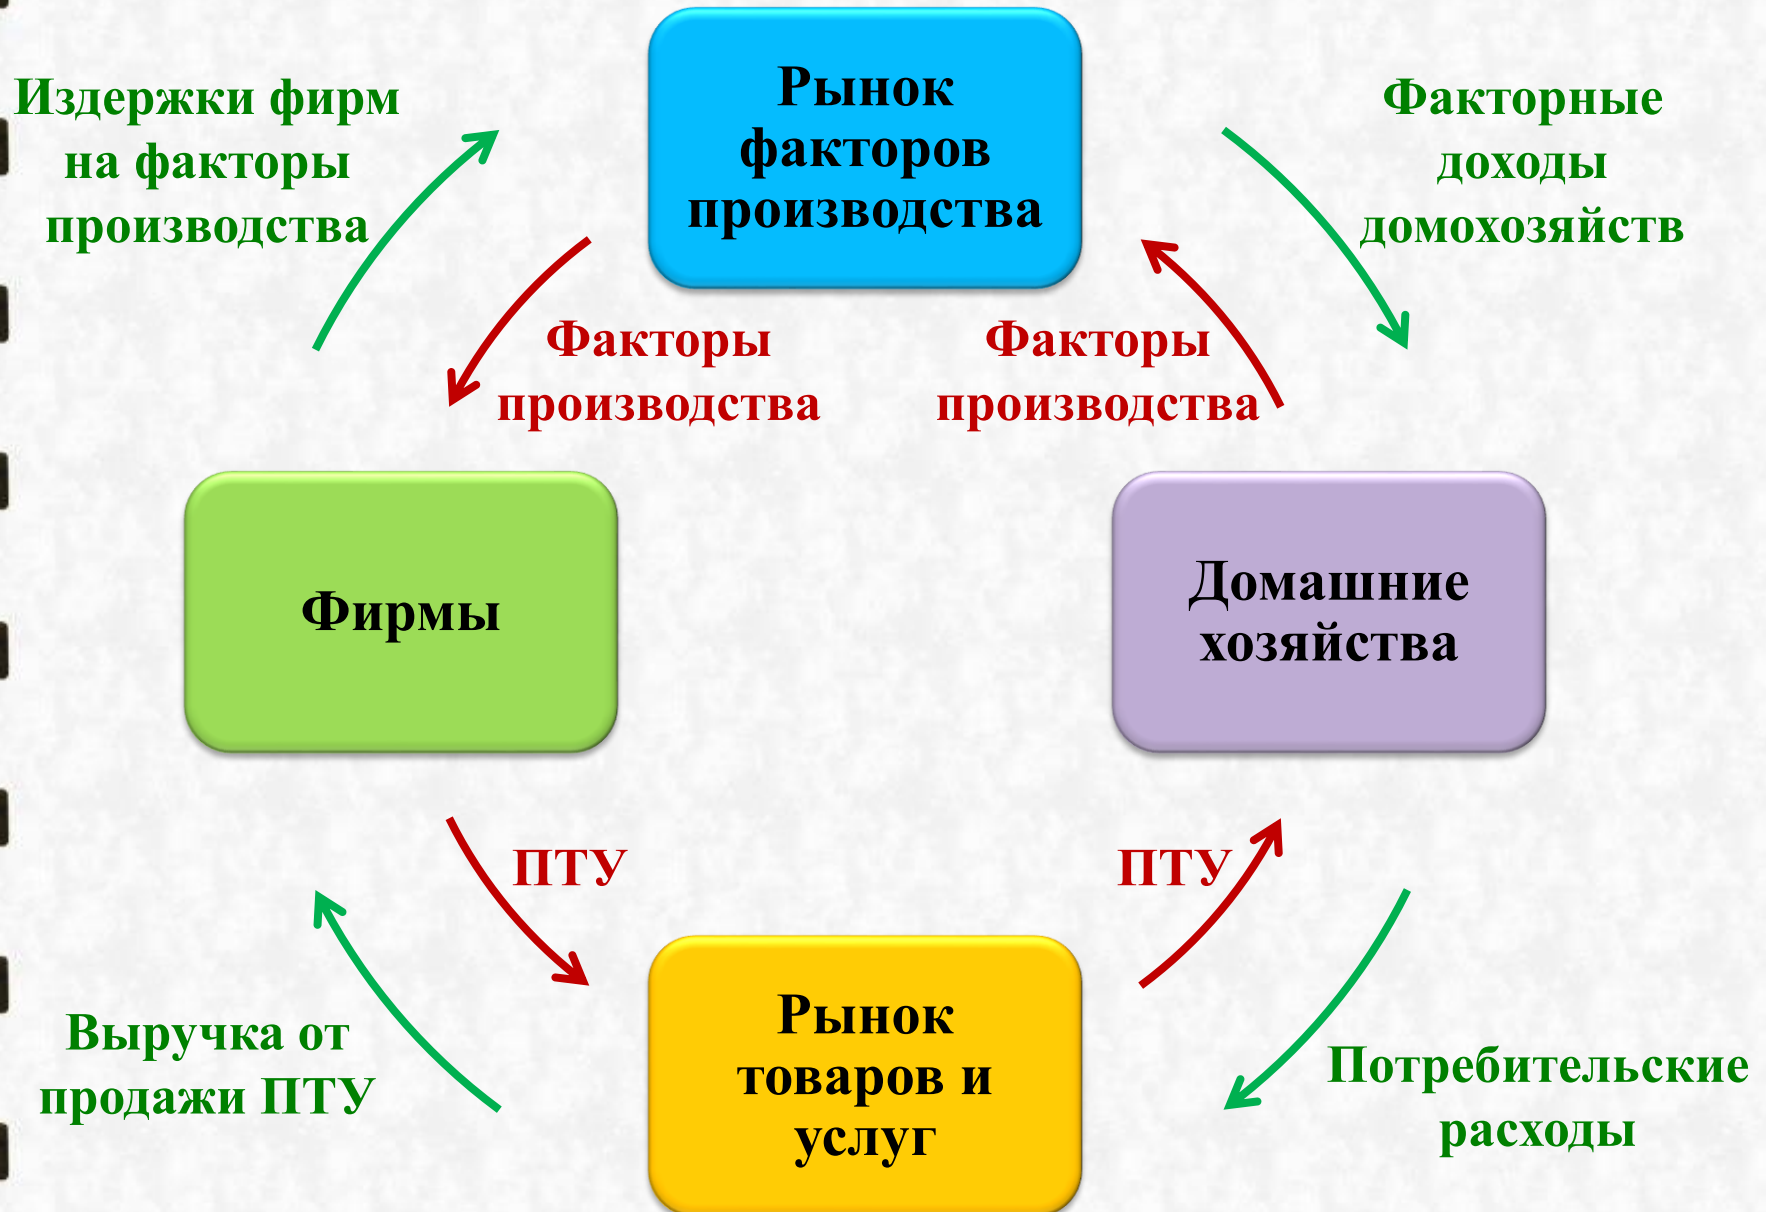 Рынок
факторов
производства
Издержки фирм
на факторы
производства
Факторные
доходы
домохозяйств
Факторы
производства
Факторы
производства
Фирмы
Домашние
хозяйства
ПТУ
ПТУ
Выручка от
продажи ПТУ
Рынок
товаров и
услуг
Потребительские
расходы